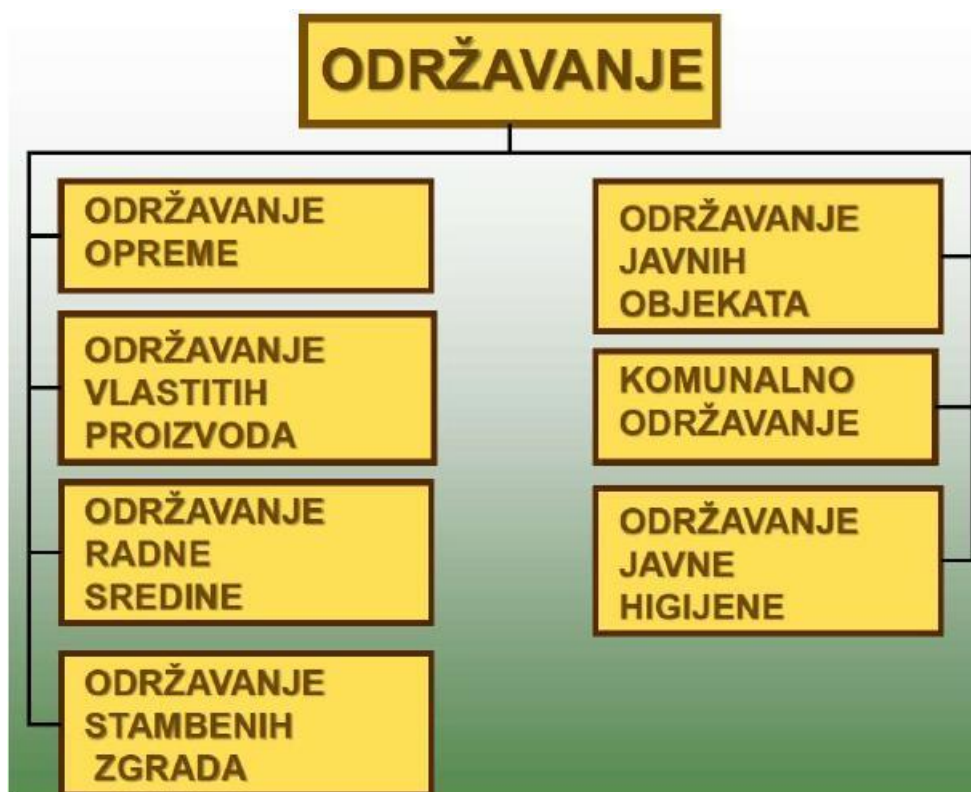 ODRŽAVANJE
ODRŽAVANJE
OPREME
ODRŽAVANJE
VLASTITIH
PROIZVODA
ODRŽAVANJE
RADNE
SREDINE
ODRŽAVANJE
STAMBENIH
ZGRADA
ODRŽAVANJE
JAVNIH
OBJEKATA
KOMUNALNO
ODRŽAVANJE
ODRŽAVANJE
JAVNE
HIGIJENE